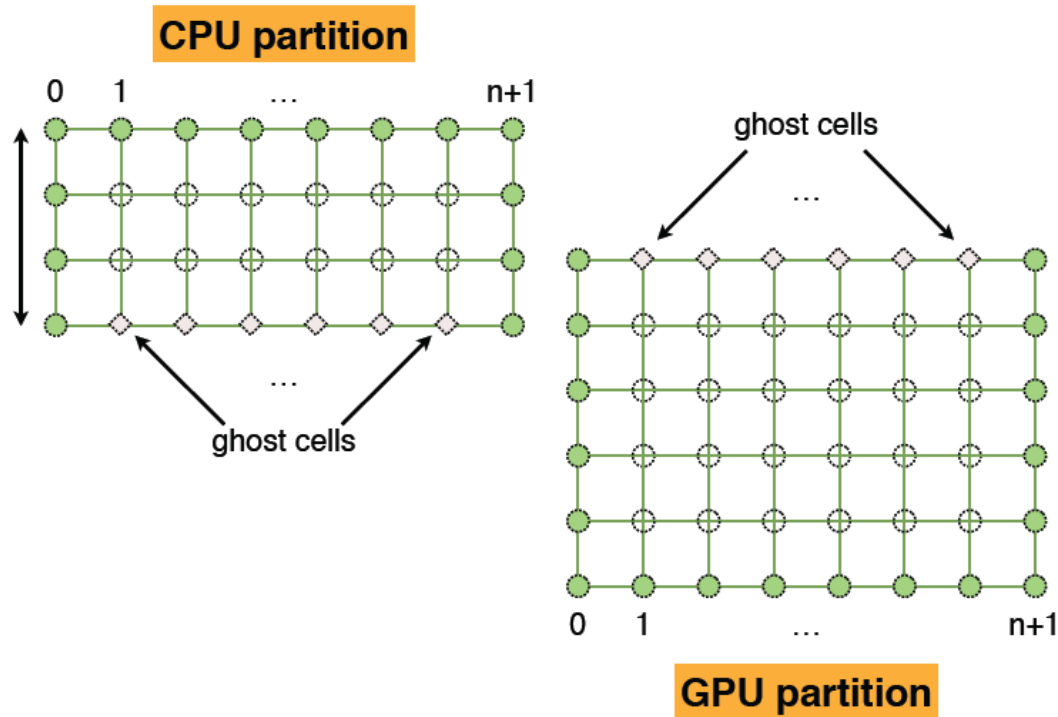 CPU partition
0 1 ... n+1
ghost cells
...
...
ghost cells
0 1 ... n+1
GPU partition